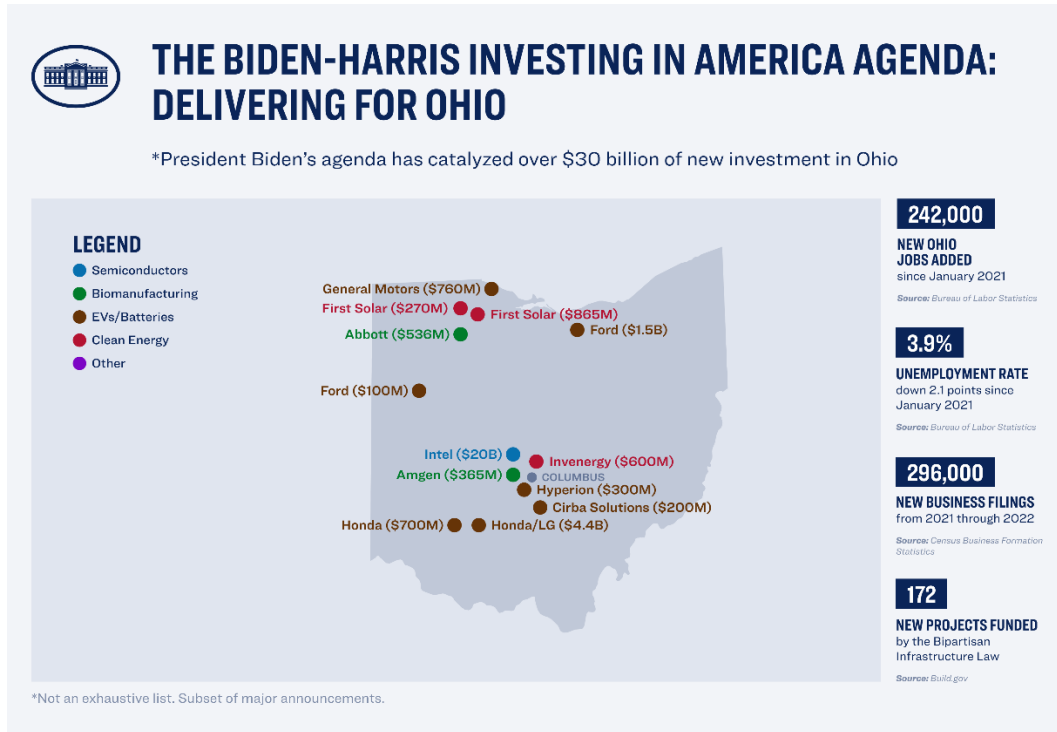 THE BIDEN-HARRIS INVESTING IN AMERICA AGENDA:
DELIVERING FOR OHIO
*President Biden's agenda has catalyzed over $30 billion of new investment in Ohio
LEGEND
Semiconductors
Biomanufacturing
EVs/Batteries
Clean Energy
Other
General Motors ($760M)
First Solar ($270M)
First Solar ($865M)
Abbott ($536M)
Ford ($1.5B)
Ford ($100M)
Intel ($20B)
Invenergy ($600M)
Amgen ($365M)
COLUMBUS
Hyperion ($300M)
Cirba Solutions ($200M)
Honda ($700M)
Honda/LG ($4.4B)
242,000
NEW OHIO
JOBS ADDED
since January 2021
Source: Bureau of Labor Statistics
3.9%
UNEMPLOYMENT RATE
down 2.1 points since
January 2021
Source: Bureau of Labor Statistics
296,000
NEW BUSINESS FILINGS
from 2021 through 2022
Source: Census Business Formation
Statistics
172
NEW PROJECTS FUNDED
by the Bipartisan
Infrastructure Law
Source: Build.gov
*Not an exhaustive list. Subset of major announcements.